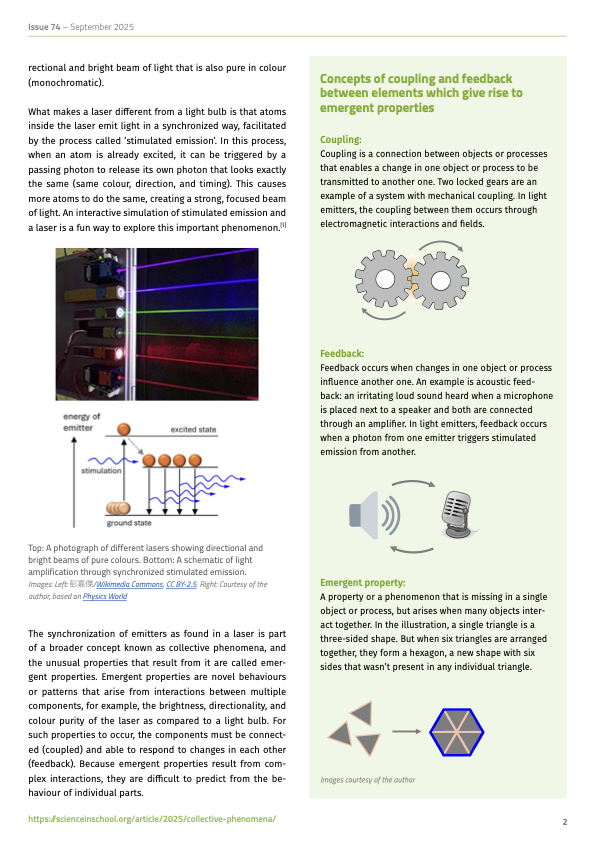 Issue 74 – September 2025
rectional and bright beam of light that is also pure in colour
(monochromatic).
What makes a laser different from a light bulb is that atoms
inside the laser emit light in a synchronized way, facilitated
by the process called ‘stimulated emission’. In this process,
when an atom is already excited, it can be triggered by a
passing photon to release its own photon that looks exactly
the same (same colour, direction, and timing). This causes
more atoms to do the same, creating a strong, focused beam
of light. An interactive simulation of stimulated emission and
a laser is a fun way to explore this important phenomenon.[1]
energy of
emitter
excited state
stimulation
ground state
Top: A photograph of different lasers showing directional and
bright beams of pure colours. Bottom: A schematic of light
amplification through synchronized stimulated emission.
Images: Left: 彭嘉傑/Wikimedia Commons, CC BY-2.5. Right: Courtesy of the
author, based on Physics World
The synchronization of emitters as found in a laser is part
of a broader concept known as collective phenomena, and
the unusual properties that result from it are called emer-
gent properties. Emergent properties are novel behaviours
or patterns that arise from interactions between multiple
components, for example, the brightness, directionality, and
colour purity of the laser as compared to a light bulb. For
such properties to occur, the components must be connect-
ed (coupled) and able to respond to changes in each other
(feedback). Because emergent properties result from com-
plex interactions, they are difficult to predict from the be-
haviour of individual parts.
Concepts of coupling and feedback
between elements which give rise to
emergent properties
Coupling:
Coupling is a connection between objects or processes
that enables a change in one object or process to be
transmitted to another one. Two locked gears are an
example of a system with mechanical coupling. In light
emitters, the coupling between them occurs through
electromagnetic interactions and fields.
Feedback:
Feedback occurs when changes in one object or process
influence another one. An example is acoustic feed-
back: an irritating loud sound heard when a microphone
is placed next to a speaker and both are connected
through an amplifier. In light emitters, feedback occurs
when a photon from one emitter triggers stimulated
emission from another.
Emergent property:
A property or a phenomenon that is missing in a single
object or process, but arises when many objects inter-
act together. In the illustration, a single triangle is a
three-sided shape. But when six triangles are arranged
together, they form a hexagon, a new shape with six
sides that wasn’t present in any individual triangle.
Images courtesy of the author
https://scienceinschool.org/article/2025/collective-phenomena/
2